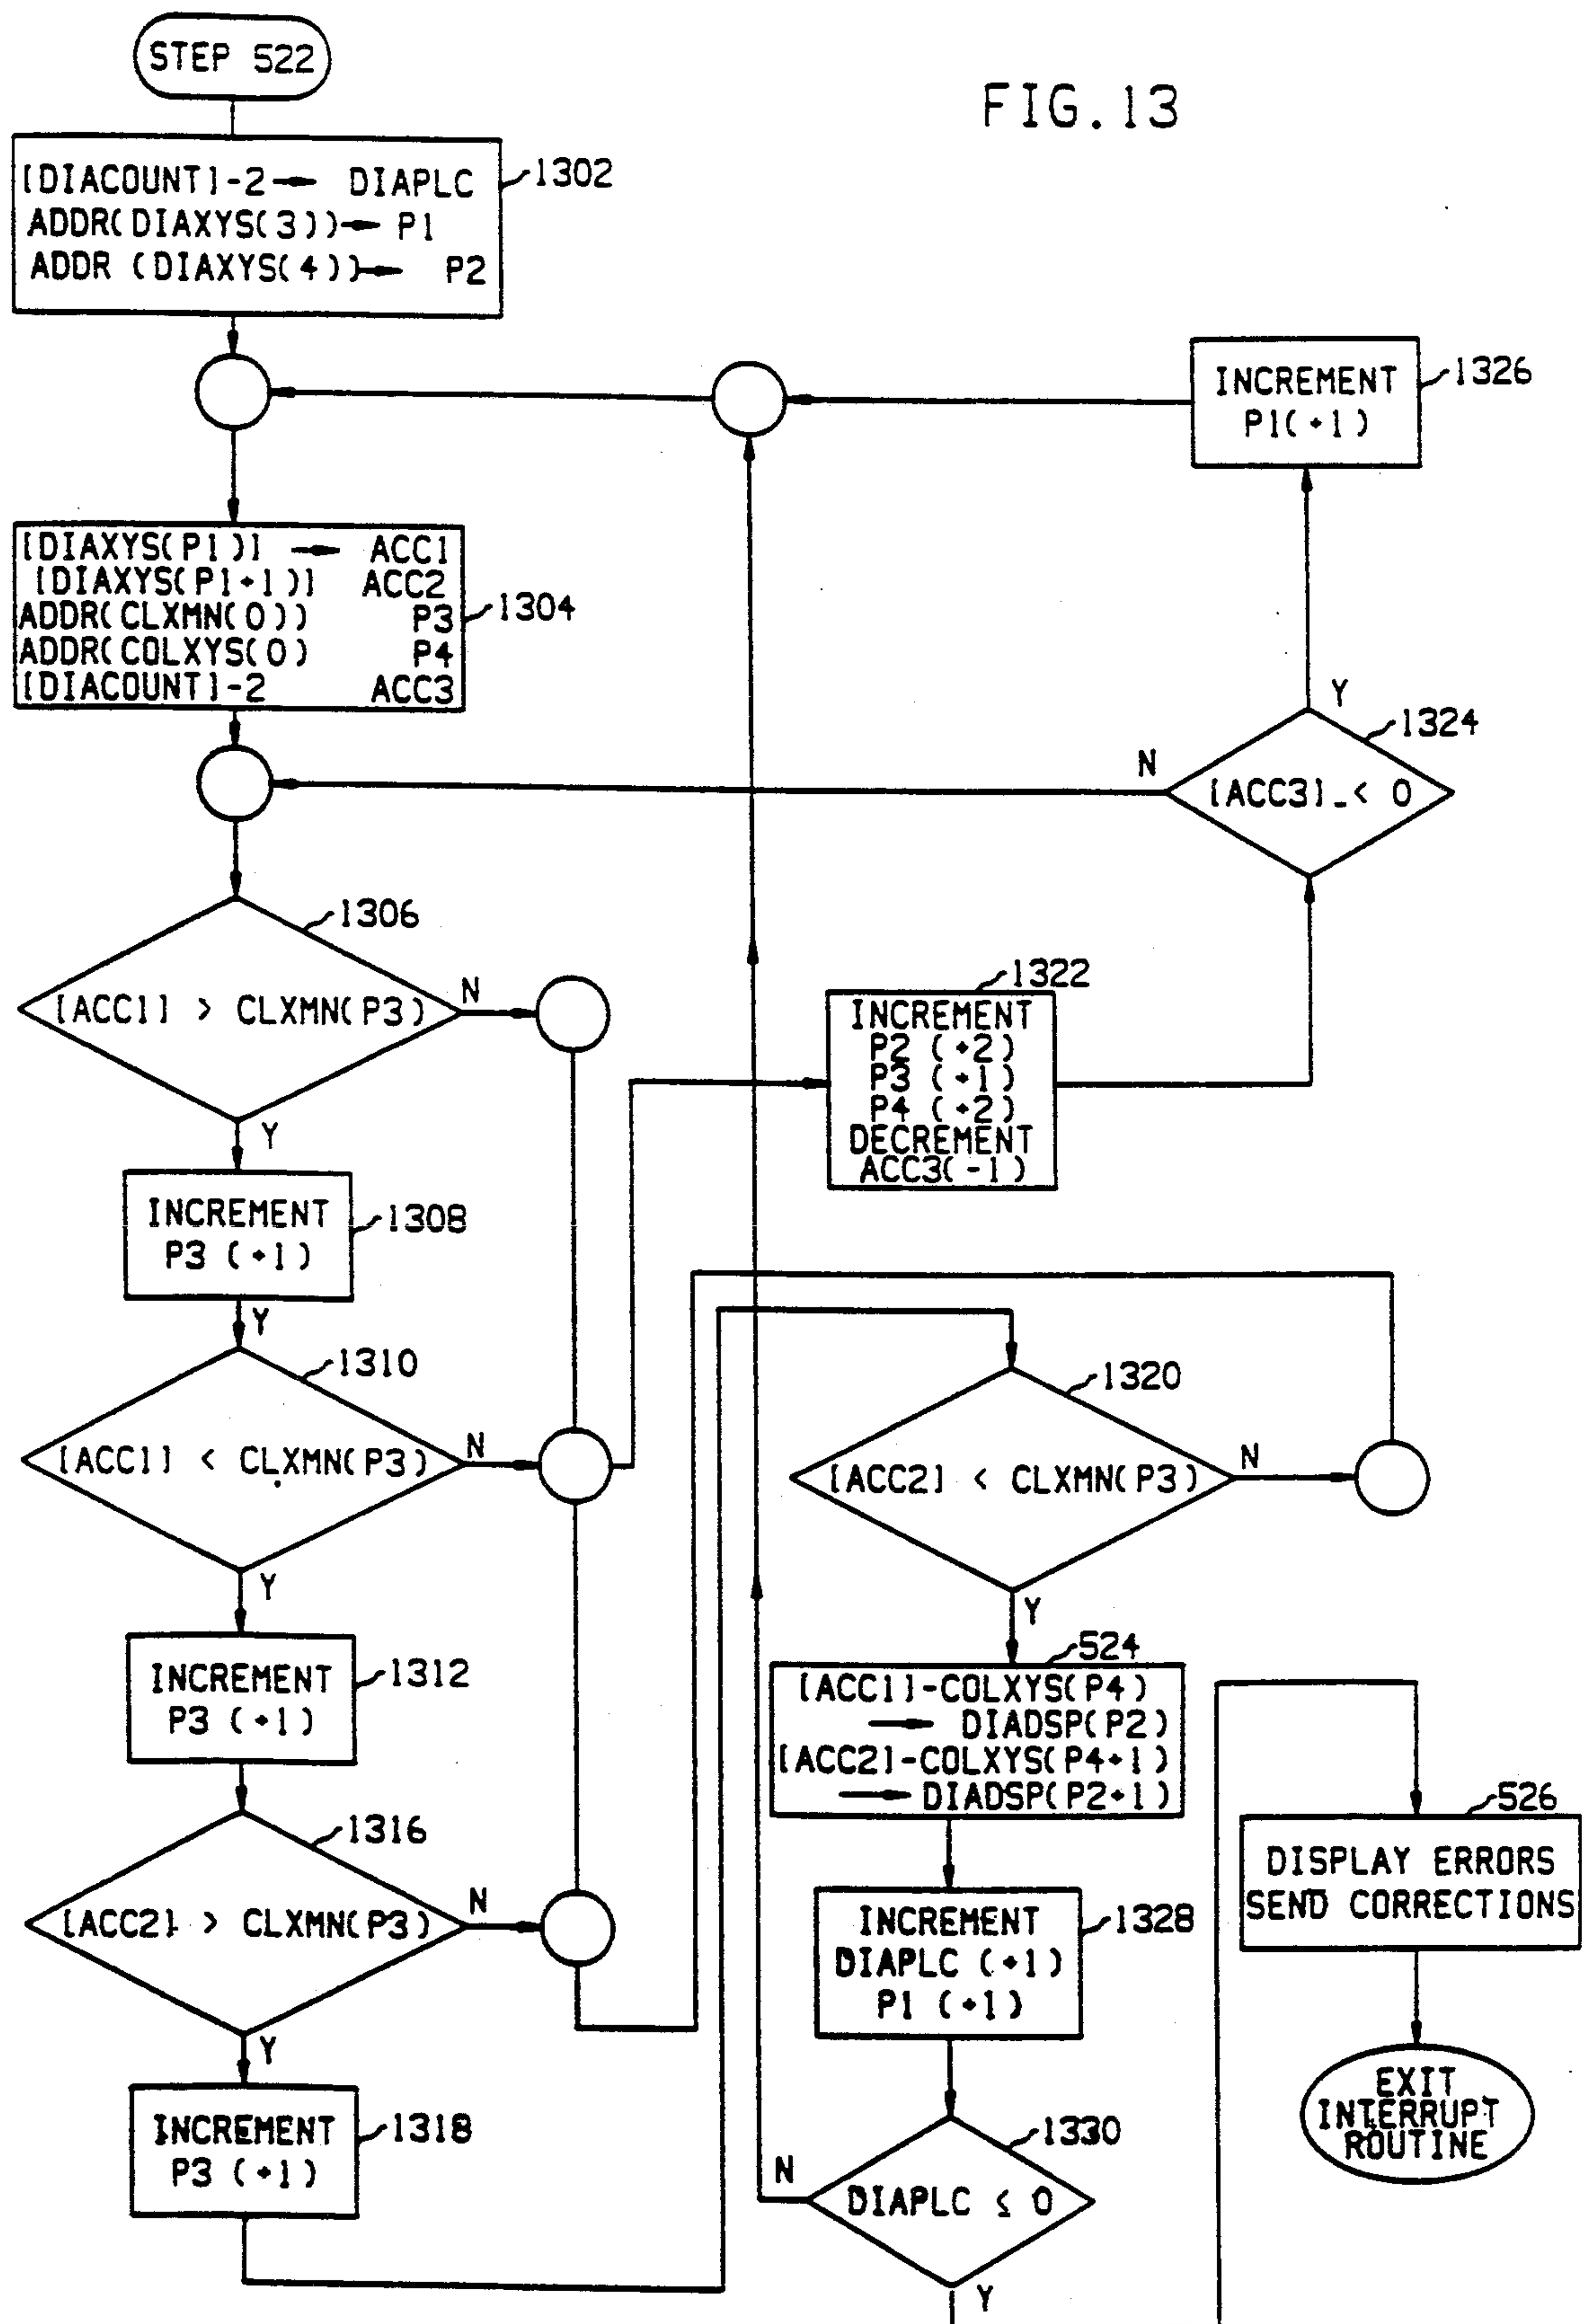 STEP 522
FIG.13
[DIACOUNT]-2→ DIAPLC
ADDR(DIAXYS(3))→ P1
ADDR (DIAXYS(4))→ P2
1302
INCREMENT
P1(+1)
1326
[DIAXYS(P1)] → ACC1
[DIAXYS(P1+1)] ACC2
ADDR(CLXMN(0)) P3
ADDR(COLXYS(0) P4
[DIACOUNT]-2 ACC3
1304
Y
1324
N
[ACC3]_< 0
1306
[ACC1] > CLXMN(P3)
N
Y
1322
INCREMENT
P2 (+2)
P3 (+1)
P4 (+2)
DECREMENT
ACC3(-1)
INCREMENT
P3 (+1)
1308
Y
1310
[ACC1] < CLXMN(P3)
N
Y
1320
[ACC2] < CLXMN(P3)
N
Y
INCREMENT
P3 (+1)
1312
524
[ACC1]-COLXYS(P4)
→ DIADSP(P2)
[ACC2]-COLXYS(P4+1)
→ DIADSP(P2+1)
1316
[ACC2] > CLXMN(P3)
N
Y
526
DISPLAY ERRORS
SEND CORRECTIONS
INCREMENT
DIAPLC (+1)
P1 (+1)
1328
INCREMENT
P3 (+1)
1318
1330
N
DIAPLC ≤ 0
Y
EXIT
INTERRUPT
ROUTINE